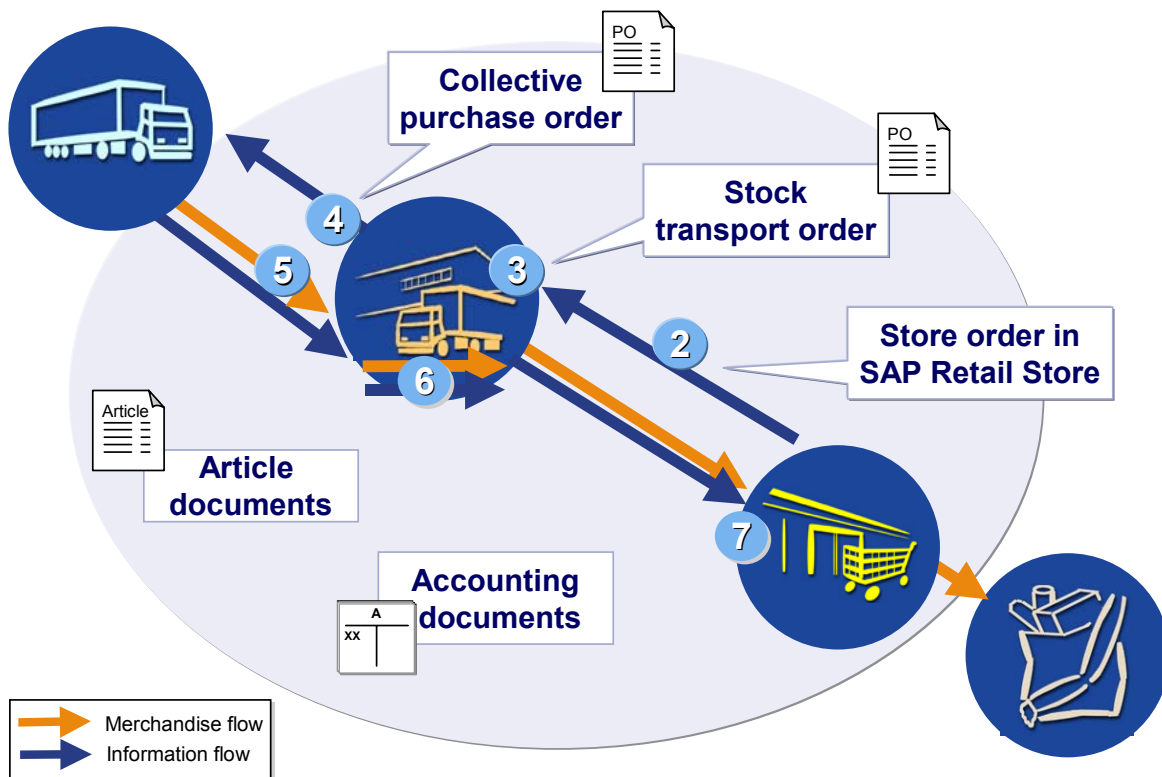 PO
Collective
purchase order
PO
Stock
transport order
4
5
3
2
Store order in
SAP Retail Store
6
Article
Article
documents
7
Accounting
documents
A
xx
Merchandise flow
Information flow